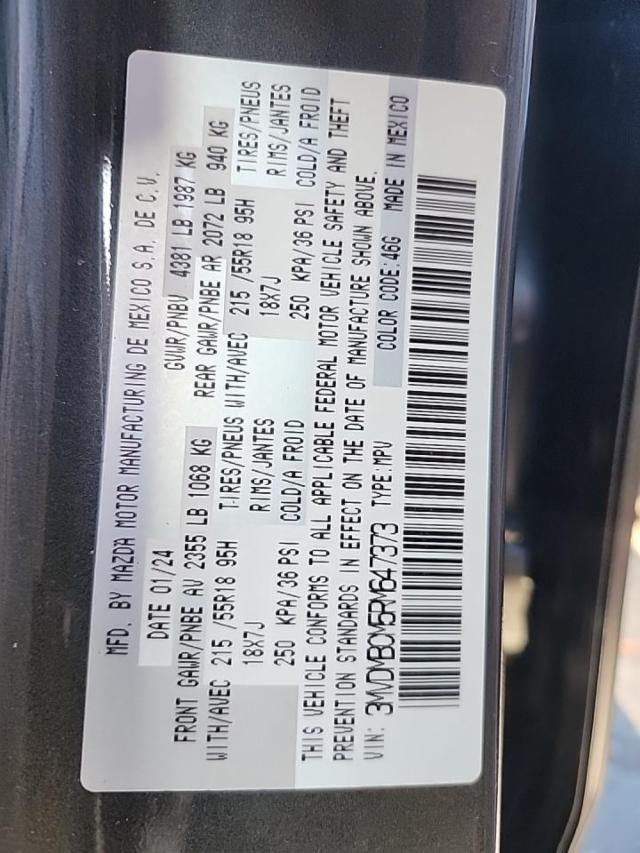 MFD. BY MAZDA MOTOR MANUFACTURING DE MEXICO S.A. DE C.V.
DATE 01/24 GVWR/PNBV 4381 LB 1987 KG
FRONT GAWR/PNBE AV 2355 LB 1068 KG REAR GAWR/PNBE AR 2072 LB 940 KG
WITH/AVEC 215 /55R18 95H TIRES/PNEUS WITH/AVEC 215 /55R18 95H TIRES/PNEUS
18X7J RIMS/JANTES 18X7J RIMS/JANTES
250 KPA/36 PSI COLD/A FROID 250 KPA/36 PSI COLD/A FROID
THIS VEHICLE CONFORMS TO ALL APPLICABLE FEDERAL MOTOR VEHICLE SAFETY AND THEFT
PREVENTION STANDARDS IN EFFECT ON THE DATE OF MANUFACTURE SHOWN ABOVE.
VIN: 3MVDMBCM5RM647373 TYPE:MPV COLOR CODE:46G MADE IN MEXICO